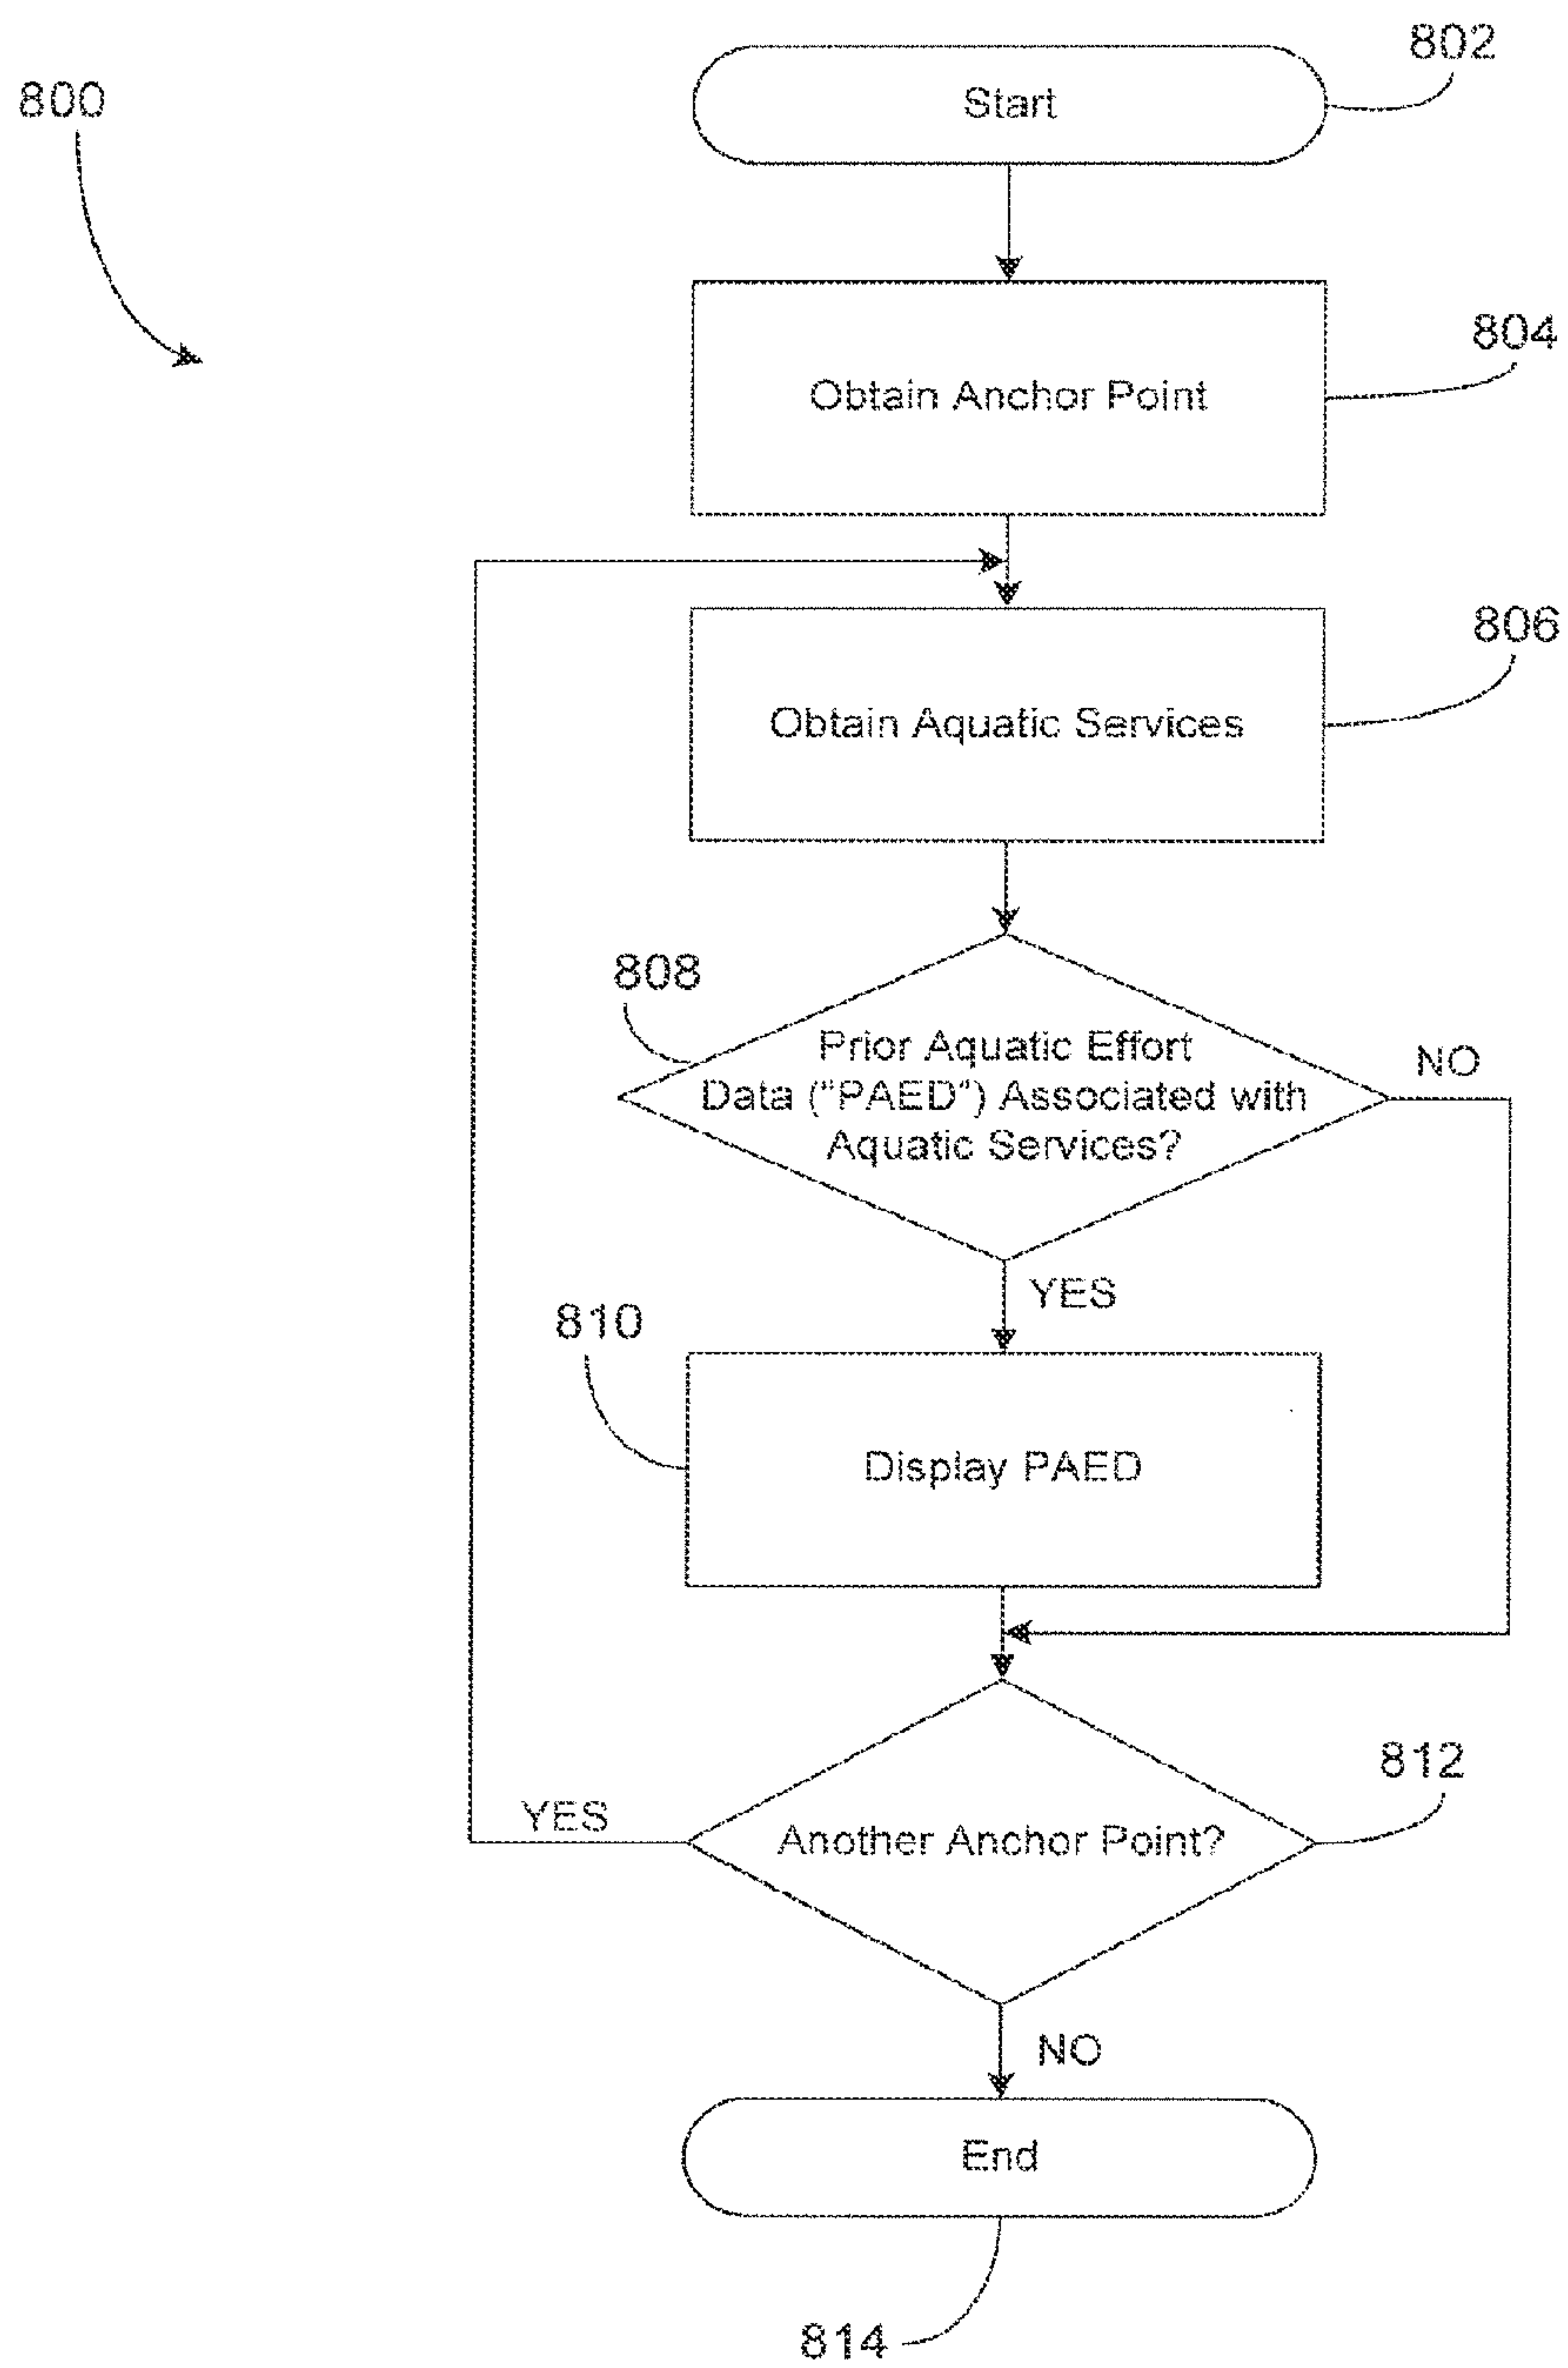 802
Start
800
804
Obtain Anchor Point
806
Obtain Aquatic Services
808
Prior Aquatic Effort
Data ("PAED") Associated with
Aquatic Services?
NO
YES
810
Display PAED
812
YES
Another Anchor Point?
NO
End
814